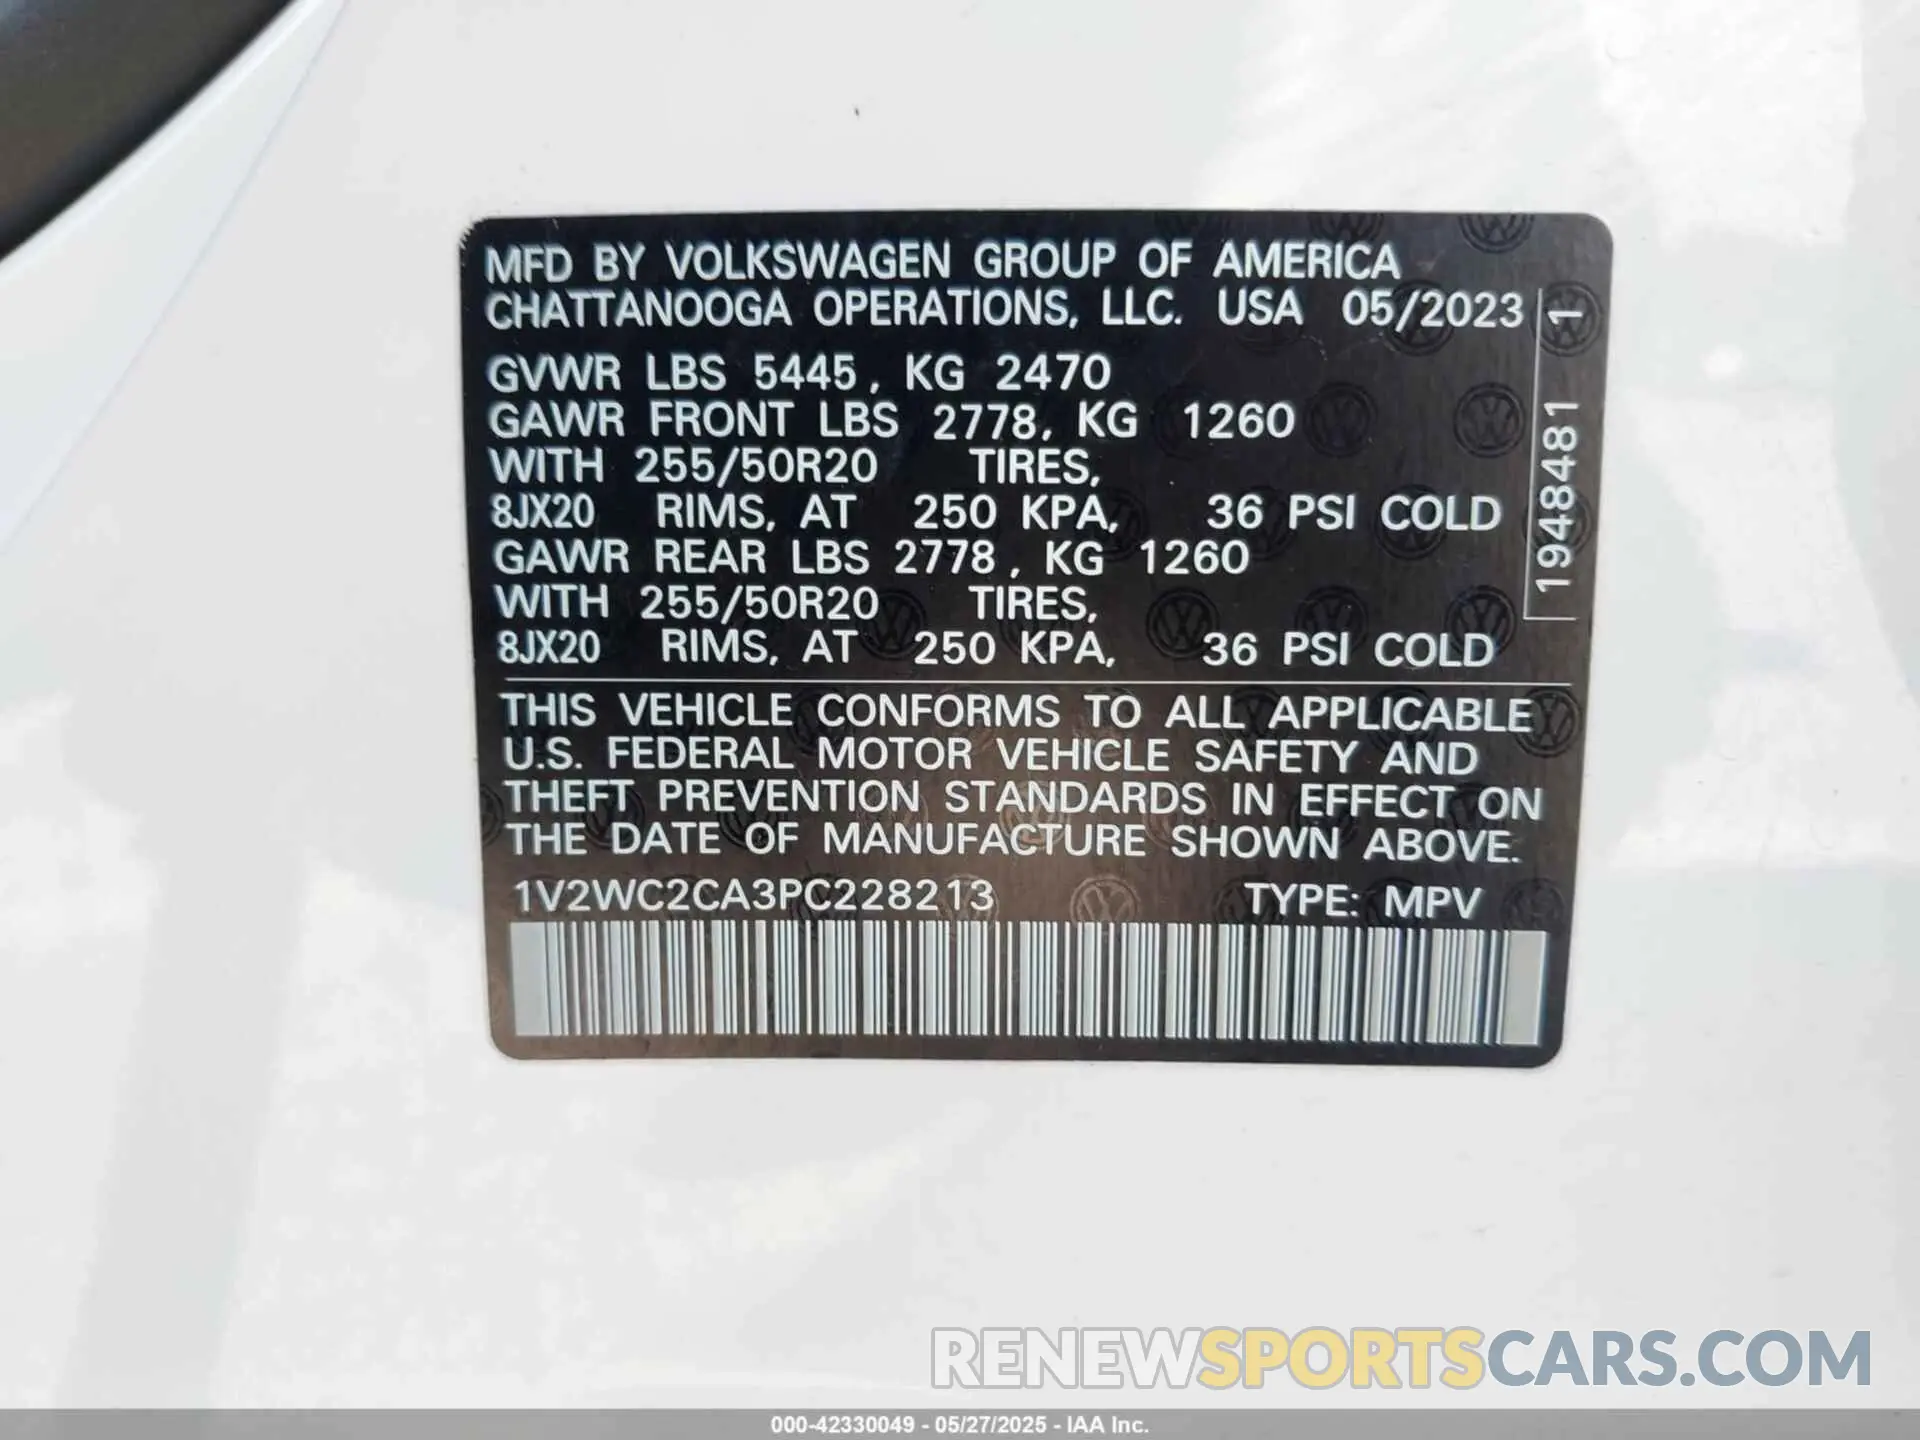 MFD BY VOLKSWAGEN GROUP OF AMERICA
CHATTANOOGA OPERATIONS, LLC. USA 05/2023
GVWR LBS 5445, KG 2470
GAWR FRONT LBS 2778, KG 1260
WITH 255/50R20 TIRES,
8JX20 RIMS, AT 250 KPA, 36 PSI COLD
GAWR REAR LBS 2778, KG 1260
WITH 255/50R20 TIRES,
8JX20 RIMS, AT 250 KPA, 36 PSI COLD
1948481 1
THIS VEHICLE CONFORMS TO ALL APPLICABLE
U.S. FEDERAL MOTOR VEHICLE SAFETY AND
THEFT PREVENTION STANDARDS IN EFFECT ON
THE DATE OF MANUFACTURE SHOWN ABOVE.
1V2WC2CA3PC228213 TYPE: MPV
RENEWSPORTSCARS.COM
000-42330049 - 05/27/2025 - IAA Inc.